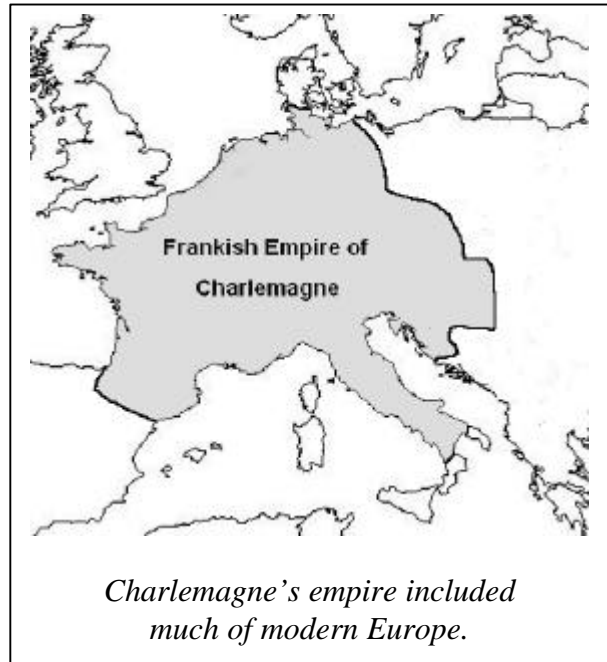 Frankish Empire of
Charlemagne
Charlemagne's empire included
much of modern Europe.